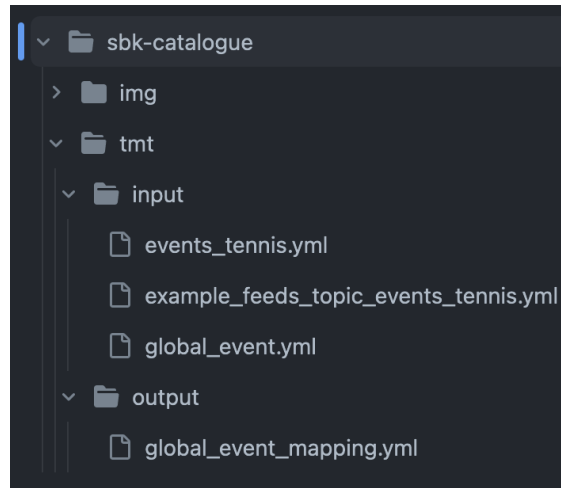 sbk-catalogue
img
tmt
input
events_tennis.yml
example_feeds_topic_events_tennis.yml
global_event.yml
output
global_event_mapping.yml